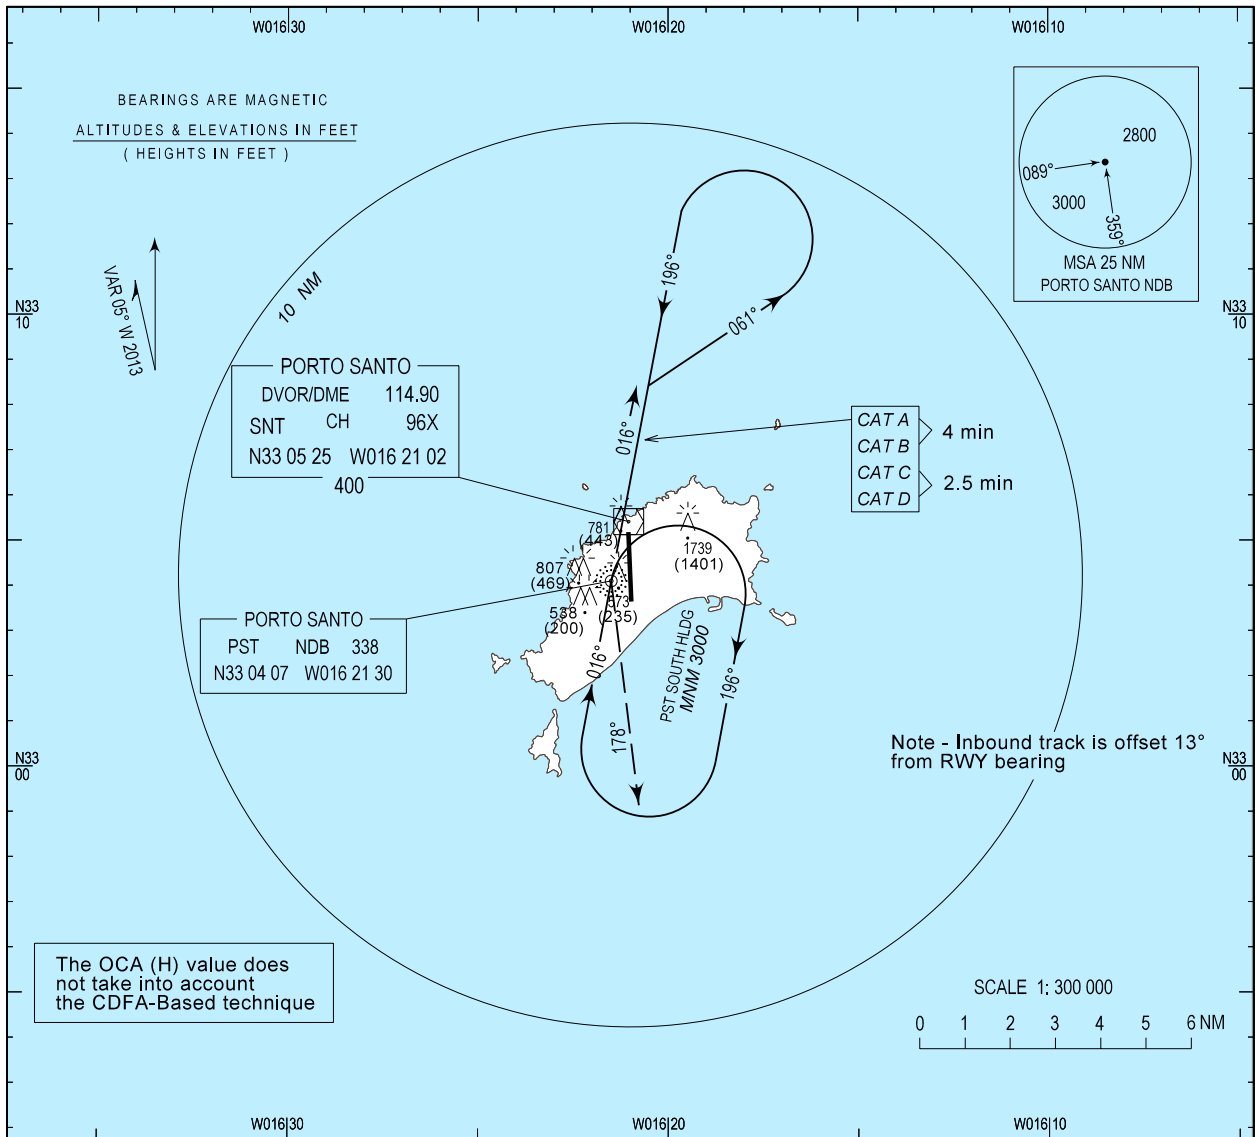 W016 30
W016 20
W016 10
BEARINGS ARE MAGNETIC
ALTITUDES & ELEVATIONS IN FEET
( HEIGHTS IN FEET )
2800
089°
3000
359°
MSA 25 NM
PORTO SANTO NDB
VAR 05° W 2013
10 NM
N33
10
N33
10
196°
061°
PORTO SANTO
DVOR/DME 114.90
SNT CH 96X
N33 05 25 W016 21 02
400
016°
CAT A
CAT B
4 min
CAT C
CAT D
2.5 min
781
(443)
1739
(1401)
807
(469)
573
(235)
538
(200)
PORTO SANTO
PST NDB 338
N33 04 07 W016 21 30
016°
178°
PST SOUTH HLDG
MNM 3000
196°
Note - Inbound track is offset 13°
from RWY bearing
N33
00
N33
00
The OCA (H) value does
not take into account
the CDFA-Based technique
SCALE 1: 300 000
0 1 2 3 4 5 6 NM
W016 30
W016 20
W016 10